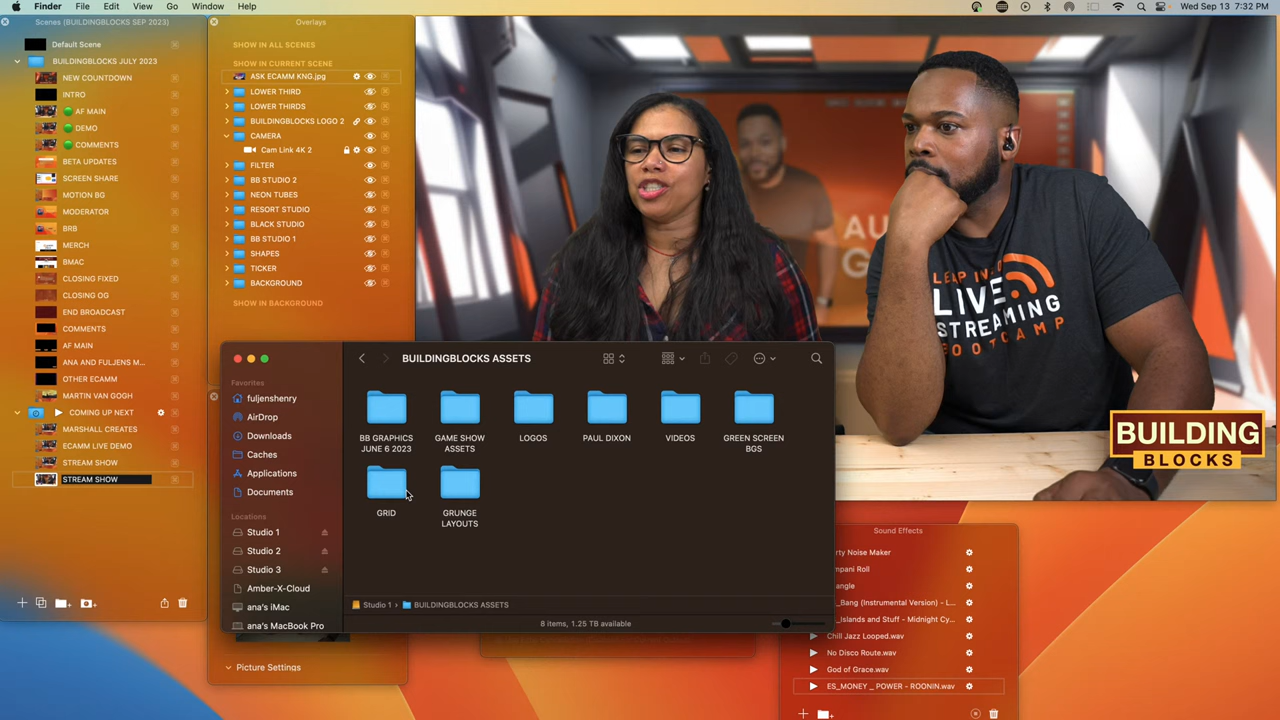 Finder File Edit View Go Window Help
Wed Sep 13 7:32 PM
Scenes (BUILDINGBLOCKS SEP 2023)
Default Scene
BUILDINGBLOCKS JULY 2023
NEW COUNTDOWN
INTRO
AF MAIN
DEMO
COMMENTS
BETA UPDATES
SCREEN SHARE
MOTION BG
MODERATOR
BRB
MERCH
BMAC
CLOSING FIXED
CLOSING OG
END BROADCAST
COMMENTS
AF MAIN
ANA AND FULJENS M...
OTHER ECAMM
MARTIN VAN GOGH
COMING UP NEXT
MARSHALL CREATES
ECAMM LIVE DEMO
STREAM SHOW
STREAM SHOW
Overlays
SHOW IN ALL SCENES
SHOW IN CURRENT SCENE
ASK ECAMM KNG.jpg
LOWER THIRD
LOWER THIRDS
BUILDINGBLOCKS LOGO 2
CAMERA
Cam Link 4K 2
FILTER
BB STUDIO 2
NEON TUBES
RESORT STUDIO
BLACK STUDIO
BB STUDIO 1
SHAPES
TICKER
BACKGROUND
SHOW IN BACKGROUND
Picture Settings
BUILDINGBLOCKS ASSETS
Favorites
fuljenshenry
AirDrop
Downloads
Caches
Applications
Documents
Locations
Studio 1
Studio 2
Studio 3
Amber-X-Cloud
ana's iMac
ana's MacBook Pro
BB GRAPHICS
JUNE 6 2023
GAME SHOW
ASSETS
LOGOS
PAUL DIXON
VIDEOS
GREEN SCREEN
BGS
GRID
GRUNGE
LAYOUTS
Studio 1 › BUILDINGBLOCKS ASSETS
8 items, 1.25 TB available
AU
G
LIVE
STREAMING
BUILDING
BLOCKS
Sound Effects
rty Noise Maker
mpani Roll
angle
_Bang (Instrumental Version) - L...
_Islands and Stuff - Midnight Cy...
Chill Jazz Looped.wav
No Disco Route.wav
God of Grace.wav
ES_MONEY _ POWER - ROONIN.wav